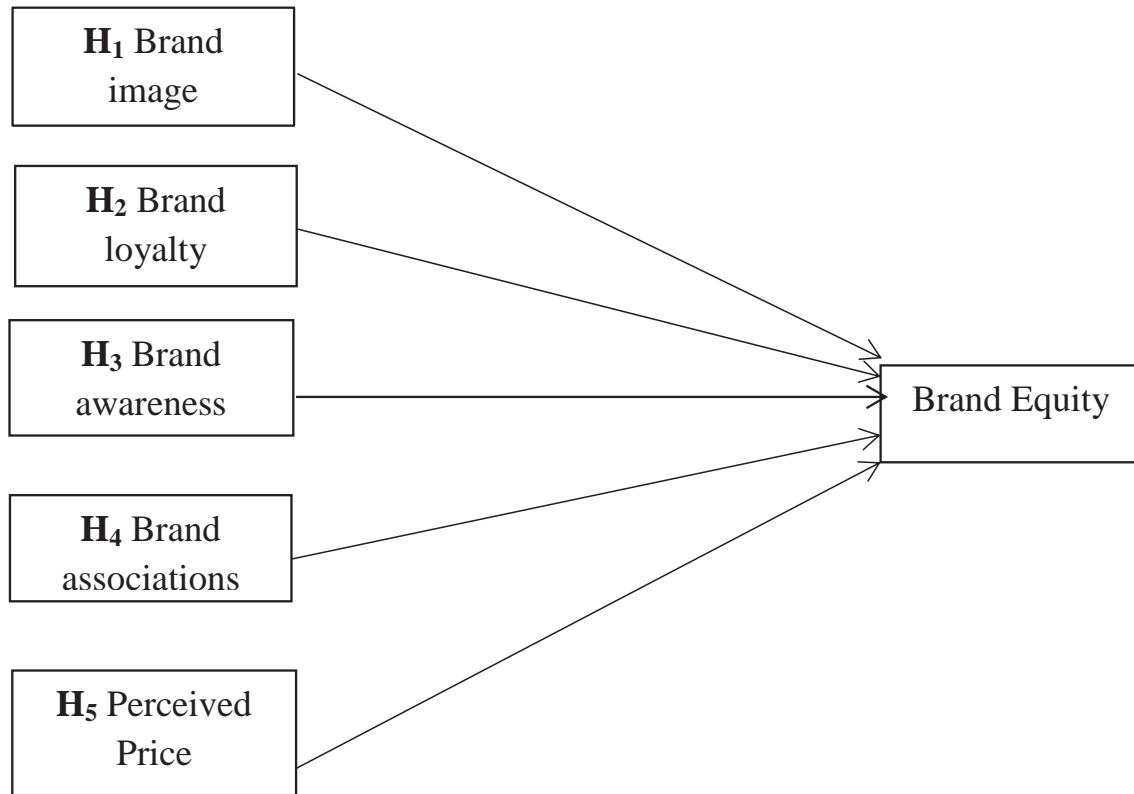 H₁ Brand
image
H₂ Brand
loyalty
H₃ Brand
awareness
Brand Equity
H₄ Brand
associations
H₅ Perceived
Price